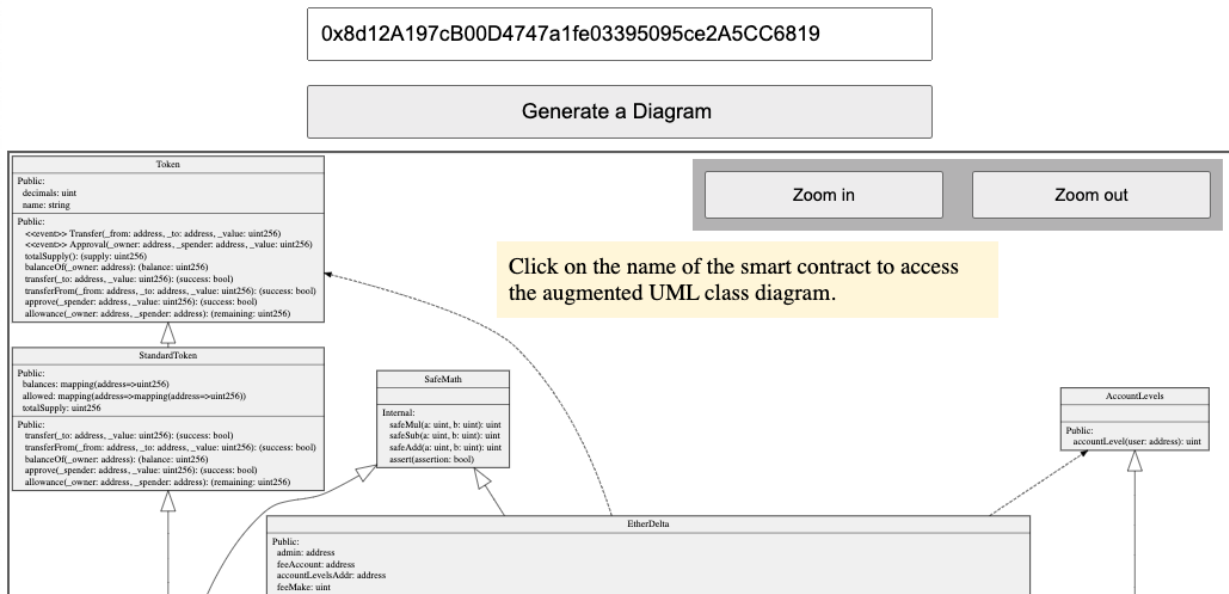 0x8d12A197cB00D4747a1fe03395095ce2A5CC6819
Generate a Diagram
Zoom in
Zoom out
Click on the name of the smart contract to access
the augmented UML class diagram.
Token
Public:
decimals: uint
name: string
Public:
<<event>> Transfer(_from: address, _to: address, _value: uint256)
<<event>> Approval(_owner: address, _spender: address, _value: uint256)
totalSupply(): (supply: uint256)
balanceOf(_owner: address): (balance: uint256)
transfer(_to: address, _value: uint256): (success: bool)
transferFrom(_from: address, _to: address, _value: uint256): (success: bool)
approve(_spender: address, _value: uint256): (success: bool)
allowance(_owner: address, _spender: address): (remaining: uint256)
StandardToken
Public:
balances: mapping(address=>uint256)
allowed: mapping(address=>mapping(address=>uint256))
totalSupply: uint256
Public:
transfer(_to: address, _value: uint256): (success: bool)
transferFrom(_from: address, _to: address, _value: uint256): (success: bool)
balanceOf(_owner: address): (balance: uint256)
approve(_spender: address, _value: uint256): (success: bool)
allowance(_owner: address, _spender: address): (remaining: uint256)
SafeMath
Internal:
safeMul(a: uint, b: uint): uint
safeSub(a: uint, b: uint): uint
safeAdd(a: uint, b: uint): uint
assert(assertion: bool)
AccountLevels
Public:
accountLevel(user: address): uint
EtherDelta
Public:
admin: address
feeAccount: address
accountLevelsAddr: address
feeMake: uint